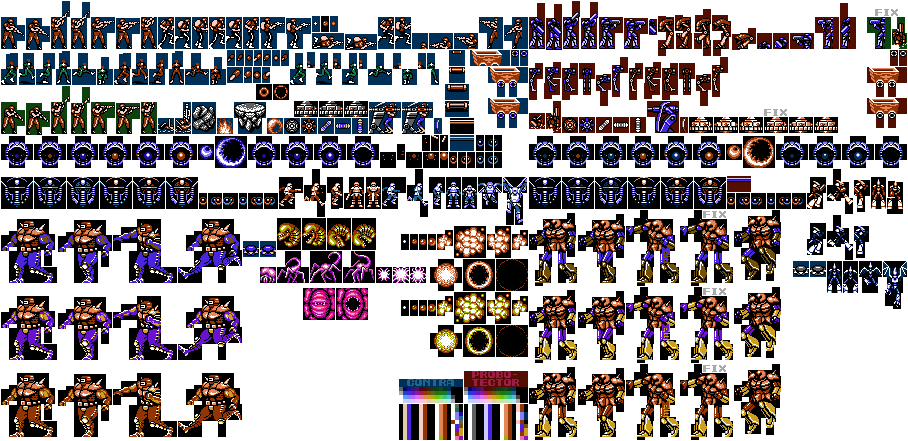 FIX
FIX
FIX
FIX
FIX
CONTRA
PROBO-
TECTOR